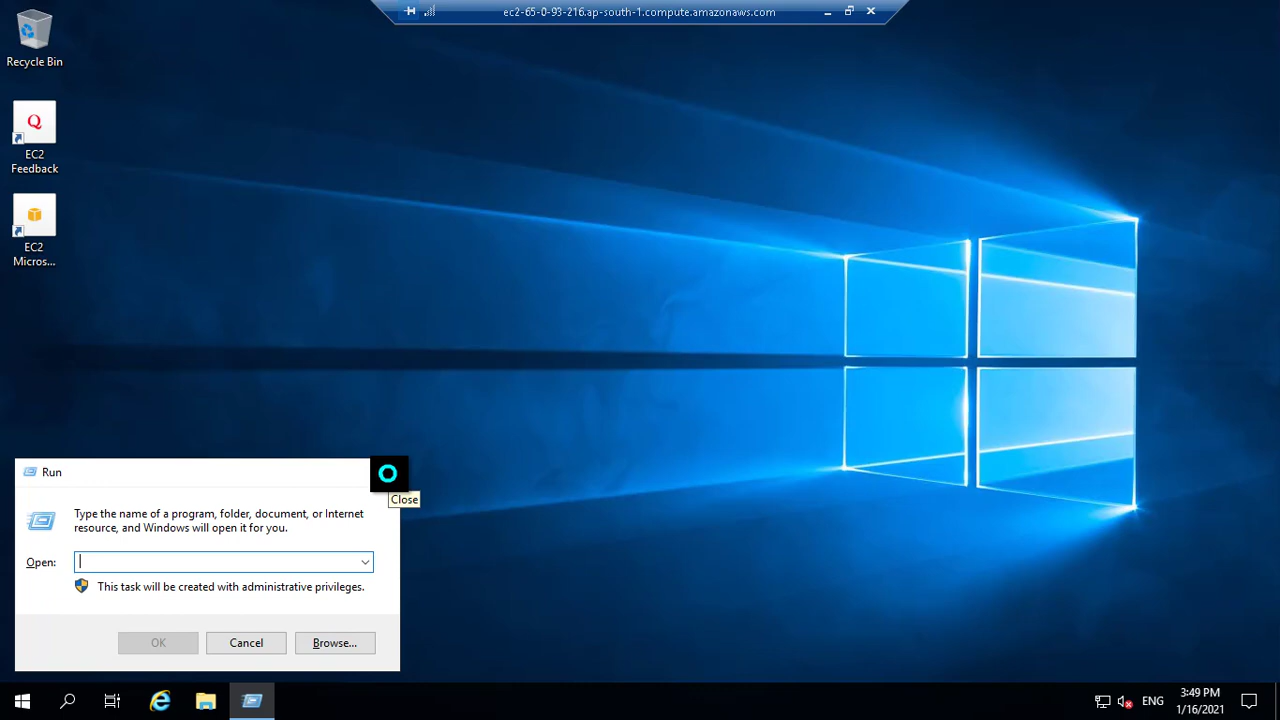 ec2-65-0-93-216.ap-south-1.compute.amazonaws.com
Recycle Bin
Q
EC2
Feedback
EC2
Micros...
Run
Close
Type the name of a program, folder, document, or Internet
resource, and Windows will open it for you.
Open:
This task will be created with administrative privileges.
OK
Cancel
Browse...
ENG
3:49 PM
1/16/2021